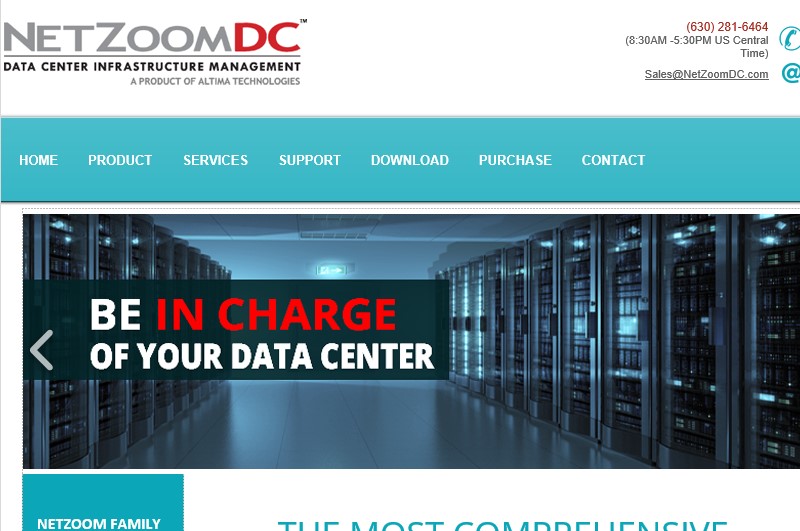 NETZOOMDC™
DATA CENTER INFRASTRUCTURE MANAGEMENT
A PRODUCT OF ALTIMA TECHNOLOGIES
(630) 281-6464
(8:30AM -5:30PM US Central
Time)
Sales@NetZoomDC.com
HOME PRODUCT SERVICES SUPPORT DOWNLOAD PURCHASE CONTACT
BE IN CHARGE
OF YOUR DATA CENTER
NETZOOM FAMILY
THE MOST COMPREHENSIVE